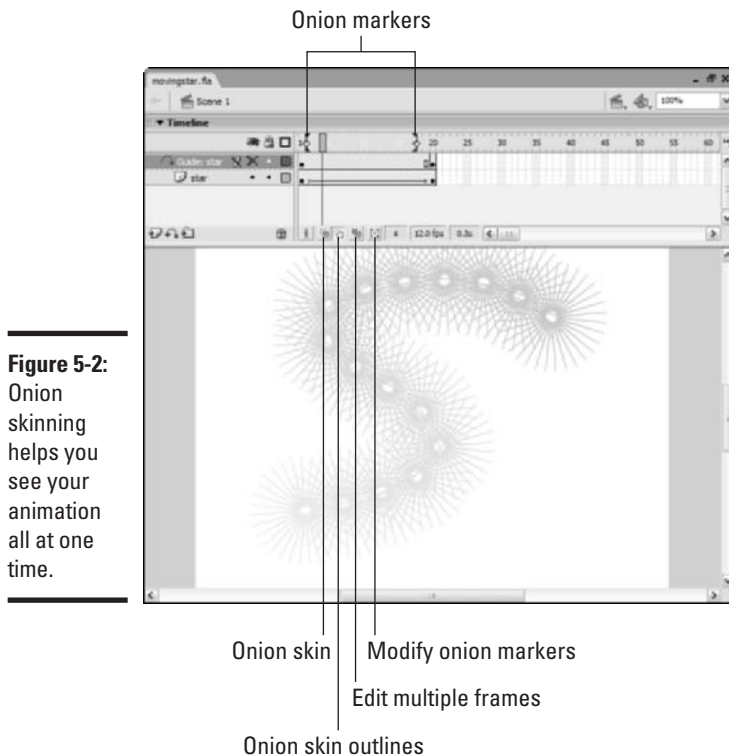 Onion markers
movingstar.fla
Scene 1
100%
Timeline
20 25 30 35 40 45 50 55 60
Guide: star
star
4 12.0 fps 0.3s
Figure 5-2:
Onion
skinning
helps you
see your
animation
all at one
time.
Onion skin
Modify onion markers
Edit multiple frames
Onion skin outlines